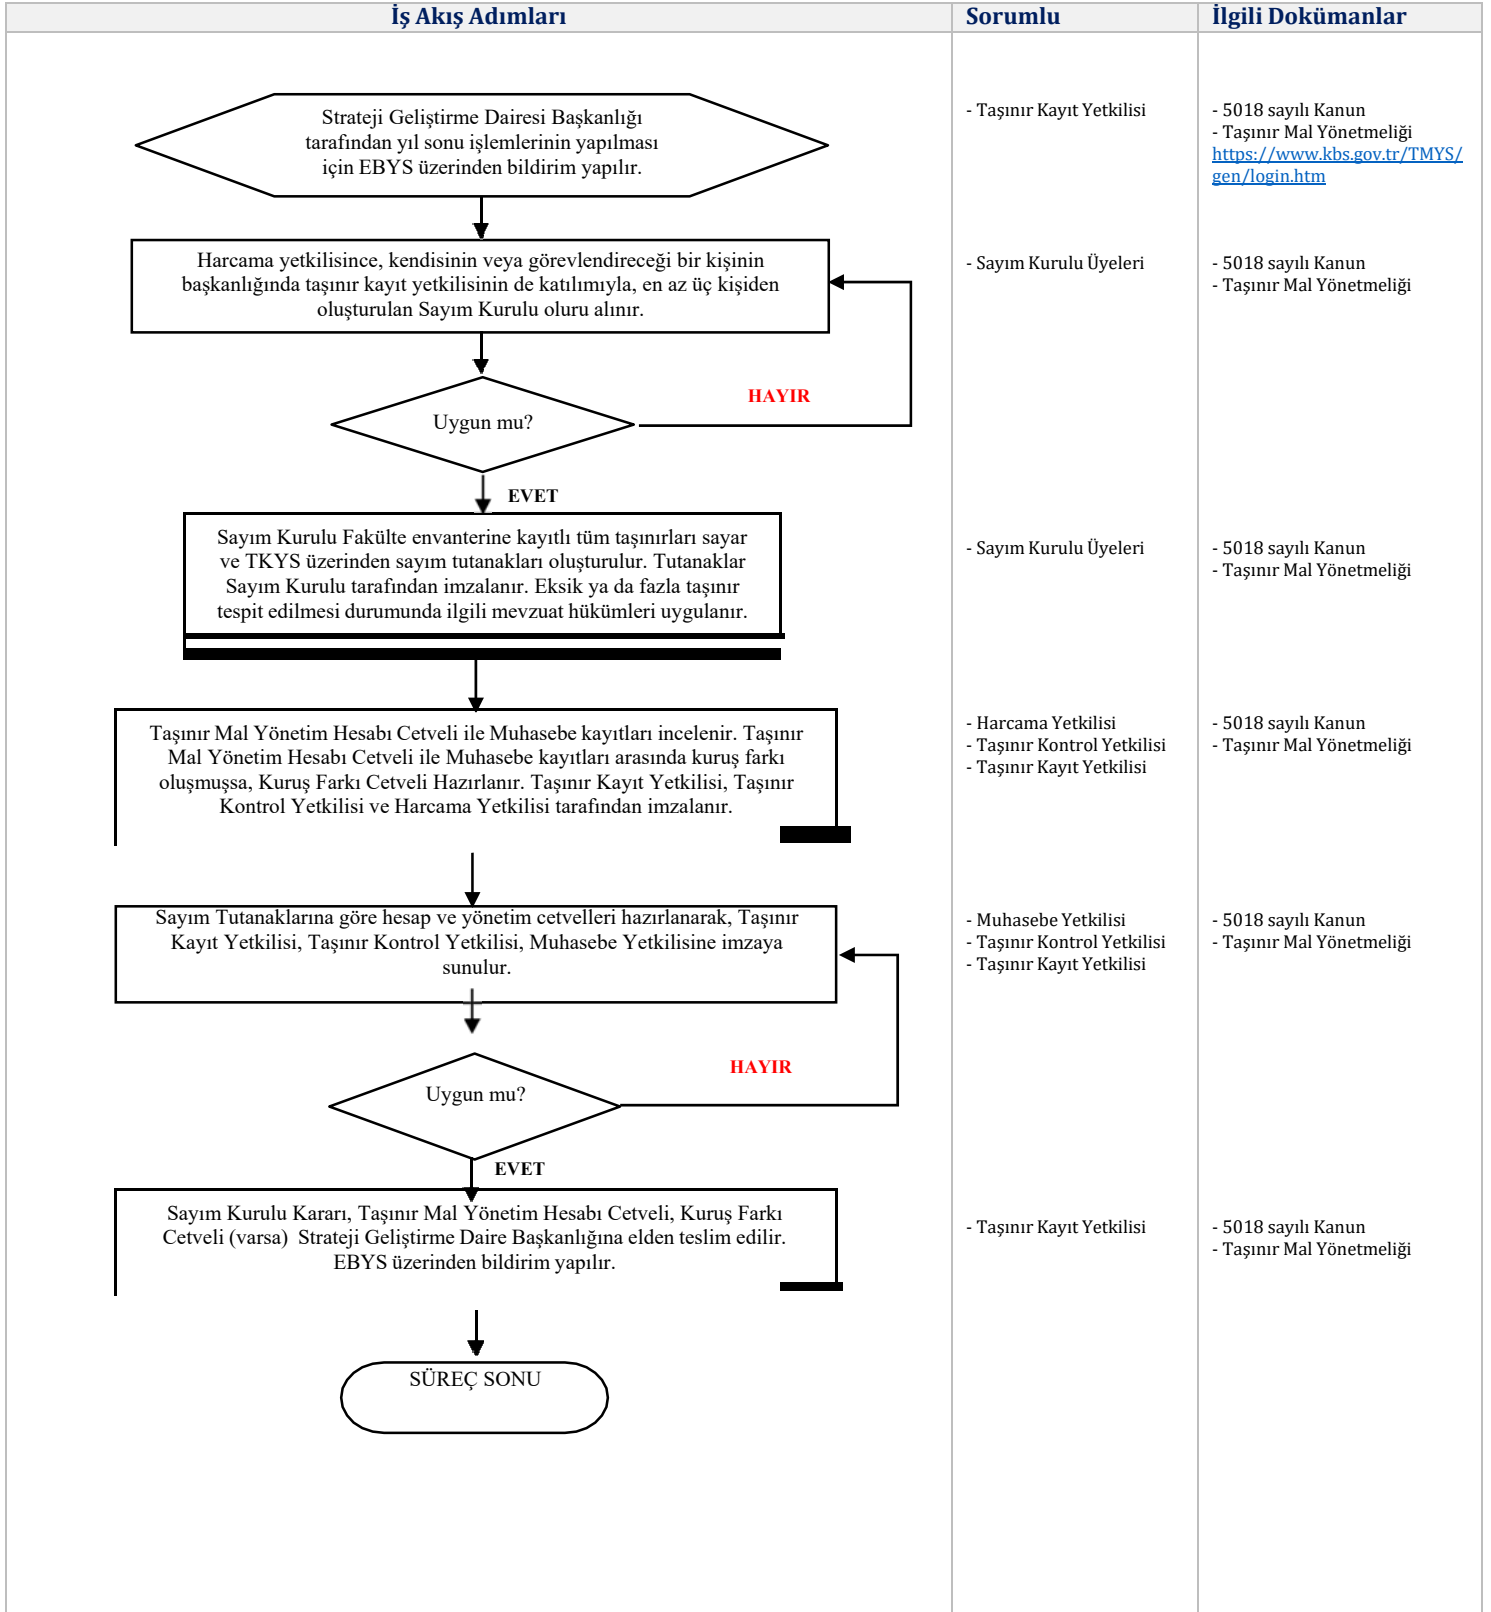 İş Akış Adımları
Sorumlu
İlgili Dokümanlar
Strateji Geliştirme Dairesi Başkanlığı
tarafından yıl sonu işlemlerinin yapılması
için EBYS üzerinden bildirim yapılır.
- Taşınır Kayıt Yetkilisi
- 5018 sayılı Kanun
- Taşınır Mal Yönetmeliği
https://www.kbs.gov.tr/TMYS/
gen/login.htm
Harcama yetkilisince, kendisinin veya görevlendireceği bir kişinin
başkanlığında taşınır kayıt yetkilisinin de katılımıyla, en az üç kişiden
oluşturulan Sayım Kurulu oluru alınır.
- Sayım Kurulu Üyeleri
- 5018 sayılı Kanun
- Taşınır Mal Yönetmeliği
HAYIR
Uygun mu?
EVET
Sayım Kurulu Fakülte envanterine kayıtlı tüm taşınırları sayar
ve TKYS üzerinden sayım tutanakları oluşturulur. Tutanaklar
Sayım Kurulu tarafından imzalanır. Eksik ya da fazla taşınır
tespit edilmesi durumunda ilgili mevzuat hükümleri uygulanır.
- Sayım Kurulu Üyeleri
- 5018 sayılı Kanun
- Taşınır Mal Yönetmeliği
Taşınır Mal Yönetim Hesabı Cetveli ile Muhasebe kayıtları incelenir. Taşınır
Mal Yönetim Hesabı Cetveli ile Muhasebe kayıtları arasında kuruş farkı
oluşmuşsa, Kuruş Farkı Cetveli Hazırlanır. Taşınır Kayıt Yetkilisi, Taşınır
Kontrol Yetkilisi ve Harcama Yetkilisi tarafından imzalanır.
- Harcama Yetkilisi
- Taşınır Kontrol Yetkilisi
- Taşınır Kayıt Yetkilisi
- 5018 sayılı Kanun
- Taşınır Mal Yönetmeliği
Sayım Tutanaklarına göre hesap ve yönetim cetvelleri hazırlanarak, Taşınır
Kayıt Yetkilisi, Taşınır Kontrol Yetkilisi, Muhasebe Yetkilisine imzaya
sunulur.
- Muhasebe Yetkilisi
- Taşınır Kontrol Yetkilisi
- Taşınır Kayıt Yetkilisi
- 5018 sayılı Kanun
- Taşınır Mal Yönetmeliği
HAYIR
Uygun mu?
EVET
Sayım Kurulu Kararı, Taşınır Mal Yönetim Hesabı Cetveli, Kuruş Farkı
Cetveli (varsa) Strateji Geliştirme Daire Başkanlığına elden teslim edilir.
EBYS üzerinden bildirim yapılır.
- Taşınır Kayıt Yetkilisi
- 5018 sayılı Kanun
- Taşınır Mal Yönetmeliği
SÜREÇ SONU